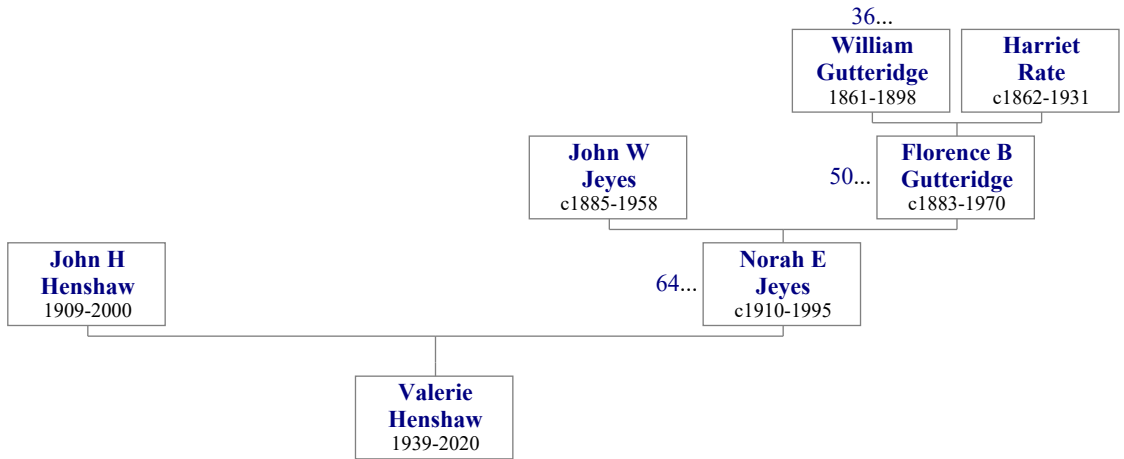 36...
William
Gutteridge
1861-1898
Harriet
Rate
c1862-1931
John W
Jeyes
c1885-1958
50...
Florence B
Gutteridge
c1883-1970
John H
Henshaw
1909-2000
64...
Norah E
Jeyes
c1910-1995
Valerie
Henshaw
1939-2020